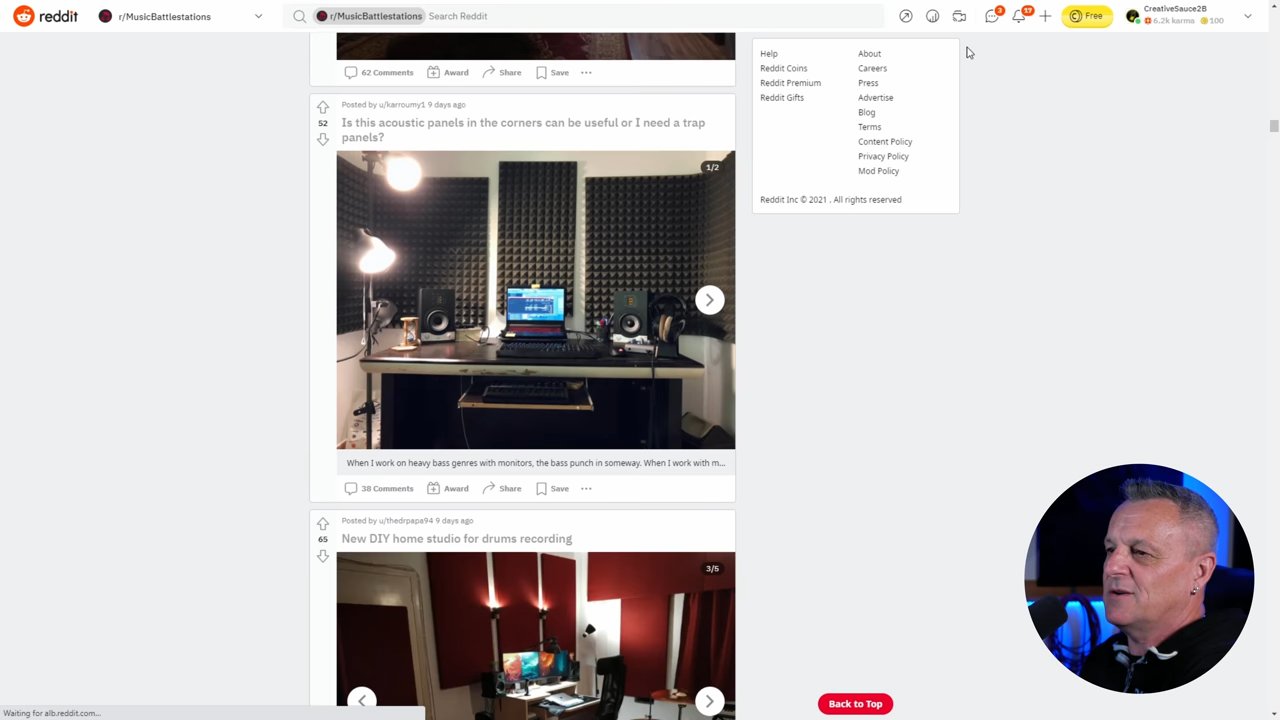 reddit
r/MusicBattlestations
r/MusicBattlestations Search Reddit
3
17
Free
CreativeSauce2B
6.2k karma 100
62 Comments Award Share Save
Posted by u/karroumy1 9 days ago
52
Is this acoustic panels in the corners can be useful or I need a trap
panels?
1/2
When I work on heavy bass genres with monitors, the bass punch in someway. When I work with m...
38 Comments Award Share Save
Posted by u/thedrpapa94 9 days ago
65
New DIY home studio for drums recording
3/5
Help
Reddit Coins
Reddit Premium
Reddit Gifts
About
Careers
Press
Advertise
Blog
Terms
Content Policy
Privacy Policy
Mod Policy
Reddit Inc © 2021 . All rights reserved
Back to Top
Waiting for alb.reddit.com...